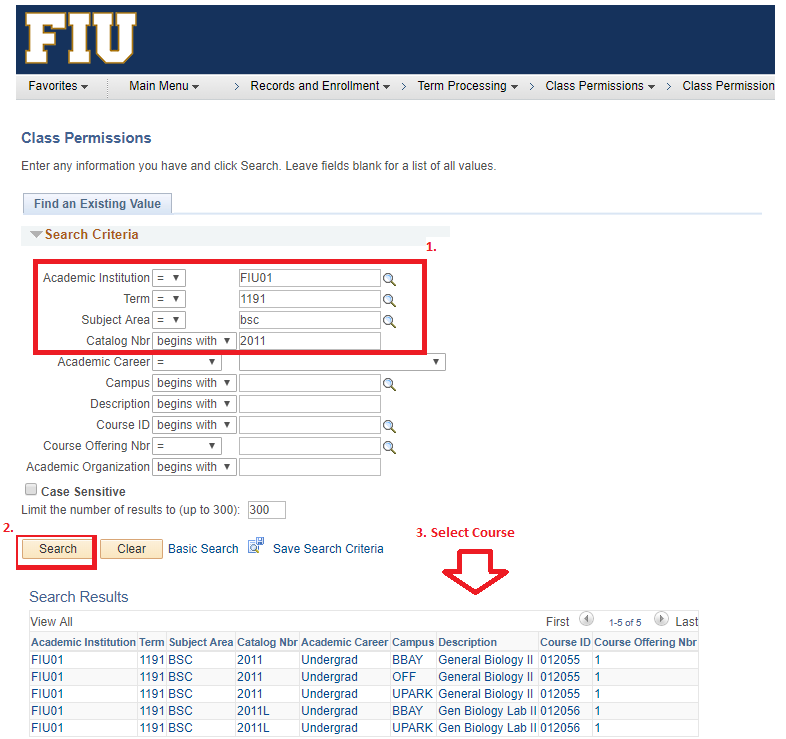 FIU
Favorites Main Menu > Records and Enrollment > Term Processing > Class Permissions > Class Permission
Class Permissions
Enter any information you have and click Search. Leave fields blank for a list of all values.
Find an Existing Value
Search Criteria
1.
Academic Institution = FIU01
Term = 1191
Subject Area = bsc
Catalog Nbr begins with 2011
Academic Career =
Campus begins with
Description begins with
Course ID begins with
Course Offering Nbr =
Academic Organization begins with
Case Sensitive
Limit the number of results to (up to 300): 300
2.
3. Select Course
Search Clear Basic Search Save Search Criteria
Search Results
View All First 1-5 of 5 Last
Academic Institution Term Subject Area Catalog Nbr Academic Career Campus Description Course ID Course Offering Nbr
FIU01 1191 BSC 2011 Undergrad BBAY General Biology II 012055 1
FIU01 1191 BSC 2011 Undergrad OFF General Biology II 012055 1
FIU01 1191 BSC 2011 Undergrad UPARK General Biology II 012055 1
FIU01 1191 BSC 2011L Undergrad BBAY Gen Biology Lab II 012056 1
FIU01 1191 BSC 2011L Undergrad UPARK Gen Biology Lab II 012056 1